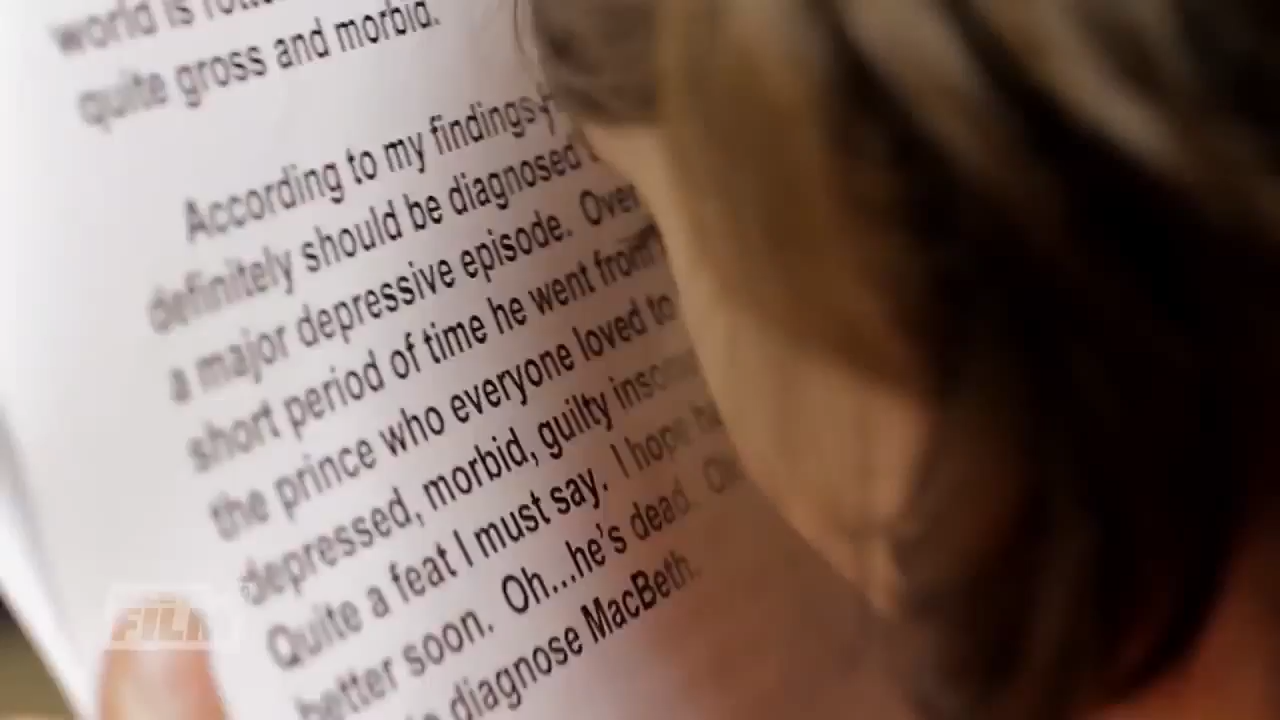 world is
quite gross and morbid.
According to my findings,
definitely should be diagnosed
a major depressive episode. Over
short period of time he went from
the prince who everyone loved to
depressed, morbid, guilty
Quite a feat I must say. I hope
better soon. Oh...he's dead.
diagnose MacBeth.
FILM